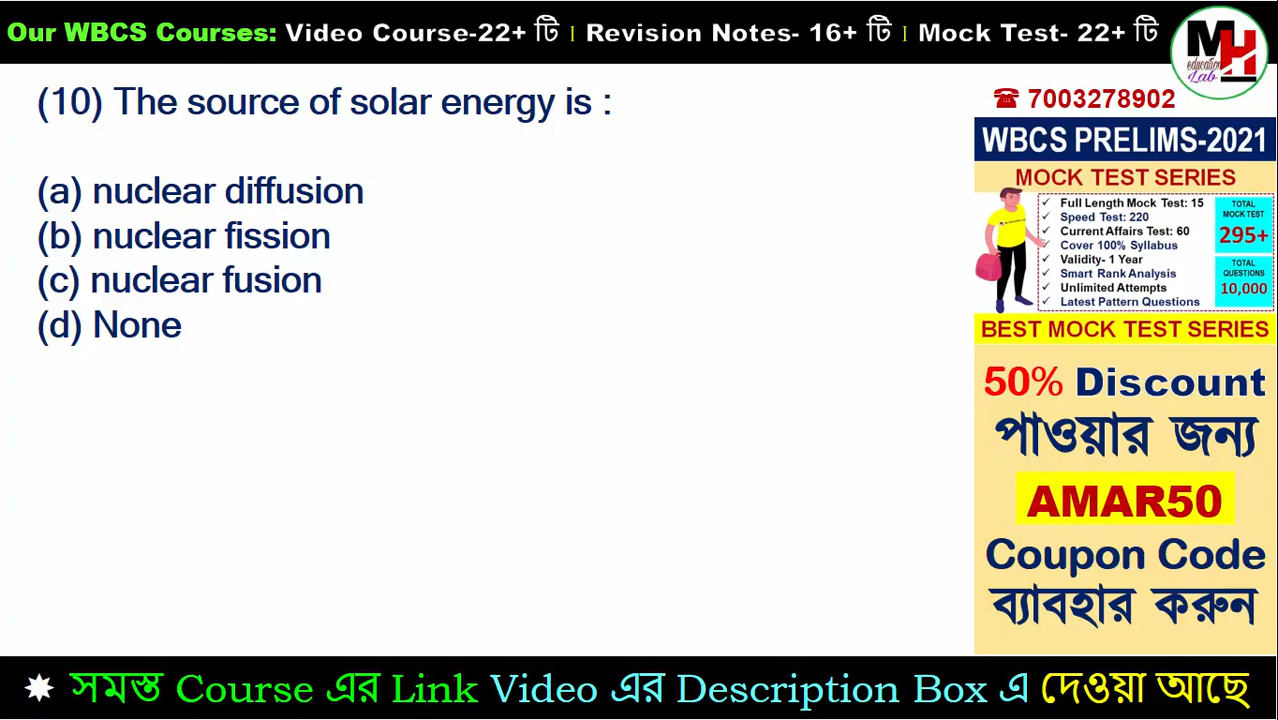 Our WBCS Courses: Video Course-22+ টি । Revision Notes- 16+ টি । Mock Test- 22+ টি
MH
education
Lab
☎ 7003278902
(10) The source of solar energy is :
(a) nuclear diffusion
(b) nuclear fission
(c) nuclear fusion
(d) None
WBCS PRELIMS-2021
MOCK TEST SERIES
✓ Full Length Mock Test: 15
✓ Speed Test: 220
✓ Current Affairs Test: 60
✓ Cover 100% Syllabus
✓ Validity- 1 Year
✓ Smart Rank Analysis
✓ Unlimited Attempts
✓ Latest Pattern Questions
TOTAL
MOCK TEST
295+
TOTAL
QUESTIONS
10,000
BEST MOCK TEST SERIES
50% Discount
পাওয়ার জন্য
AMAR50
Coupon Code
ব্যাবহার করুন
সমস্ত Course এর Link Video এর Description Box এ দেওয়া আছে